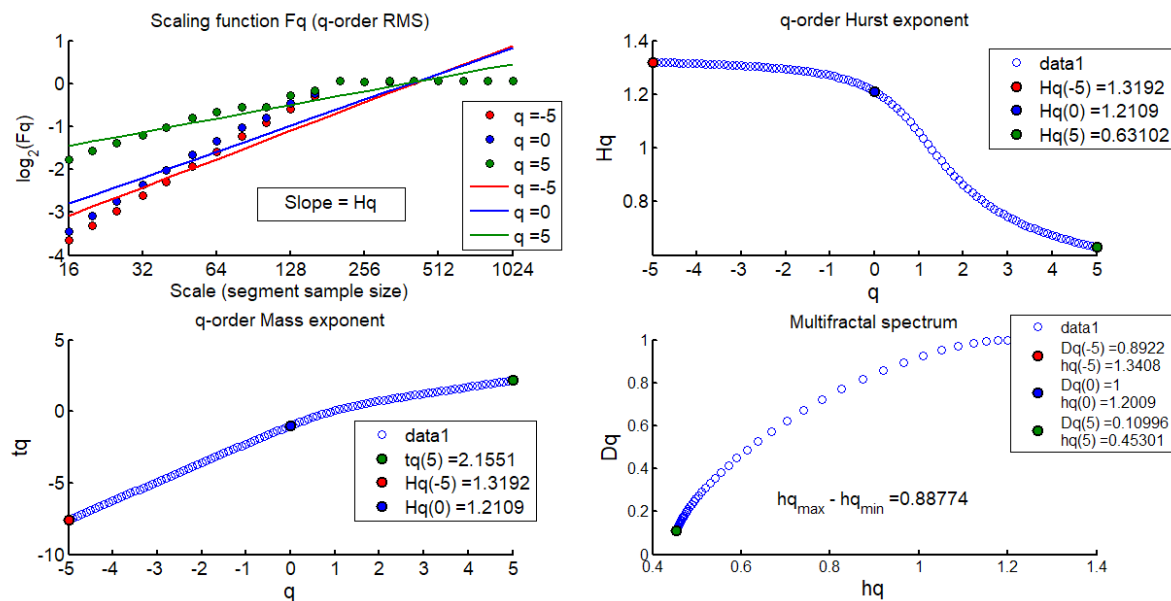 Scaling function Fq (q-order RMS)
1
0
-1
-2
-3
-4
log2(Fq)
q =-5
q =0
q =5
q =-5
q =0
q =5
Slope = Hq
16 32 64 128 256 512 1024
Scale (segment sample size)
q-order Hurst exponent
1.4
1.2
1
0.8
Hq
data1
Hq(-5) =1.3192
Hq(0) =1.2109
Hq(5) =0.63102
-5 -4 -3 -2 -1 0 1 2 3 4 5
q
q-order Mass exponent
5
0
-5
-10
tq
data1
tq(5) =2.1551
Hq(-5) =1.3192
Hq(0) =1.2109
-5 -4 -3 -2 -1 0 1 2 3 4 5
q
Multifractal spectrum
1
0.8
0.6
0.4
0.2
0
Dq
data1
Dq(-5) =0.8922
hq(-5) =1.3408
Dq(0) =1
hq(0) =1.2009
Dq(5) =0.10996
hq(5) =0.45301
hqmax - hqmin =0.88774
0.4 0.6 0.8 1 1.2 1.4
hq